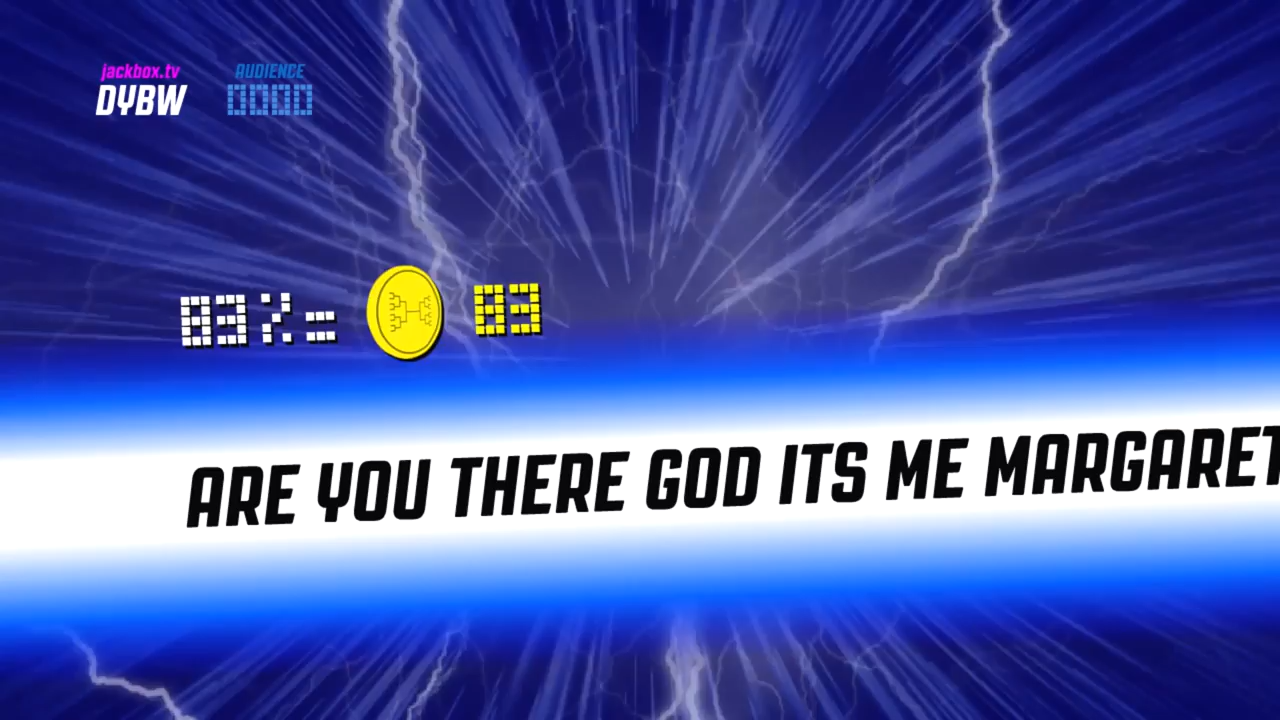 jackbox.tv
AUDIENCE
DYBW
0000
83%=
83
ARE YOU THERE GOD ITS ME MARGARET